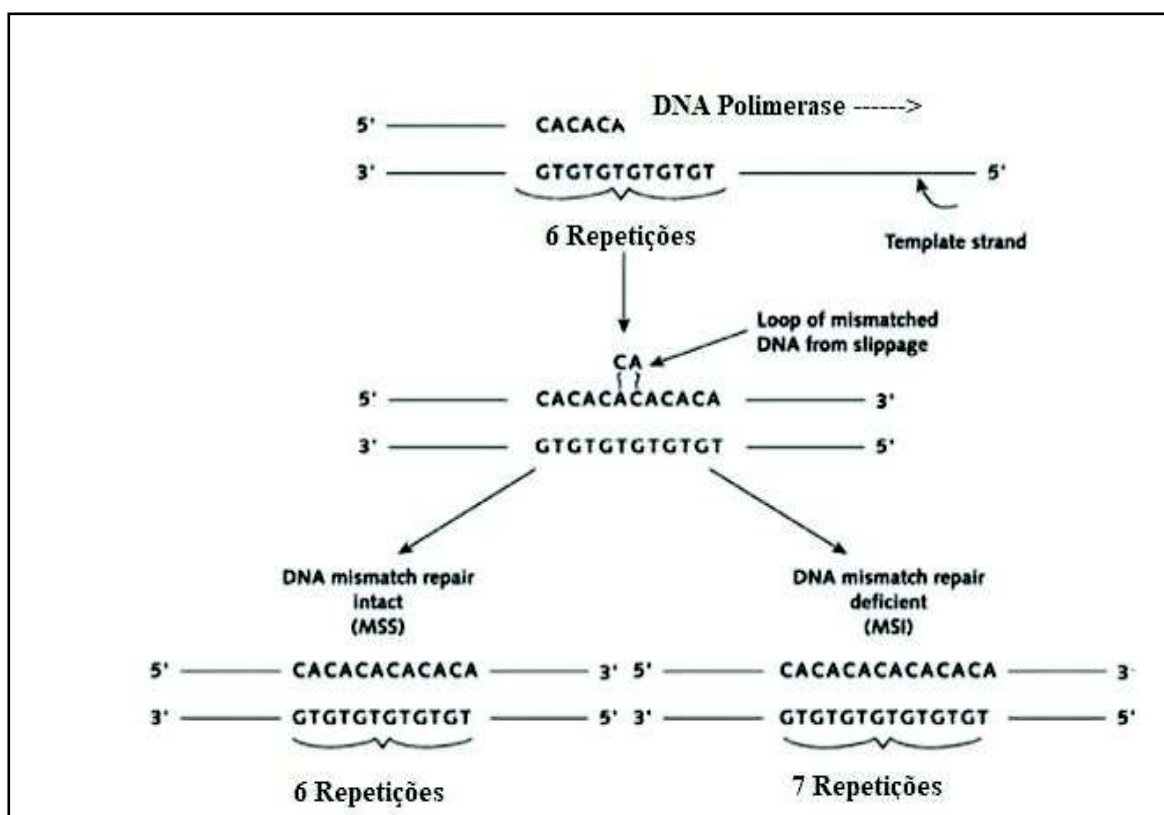 DNA Polimerase ------>
5' CACACA
3' GTGTGTGTGTGT 5'
6 Repetições
Template strand
Loop of mismatched
DNA from slippage
CA
5' CACACACACACA 3'
3' GTGTGTGTGTGT 5'
DNA mismatch repair
intact
(MSS)
DNA mismatch repair
deficient
(MSI)
5' CACACACACACA 3'
3' GTGTGTGTGTGT 5'
6 Repetições
5' CACACACACACACA 3'
3' GTGTGTGTGTGTGT 5'
7 Repetições